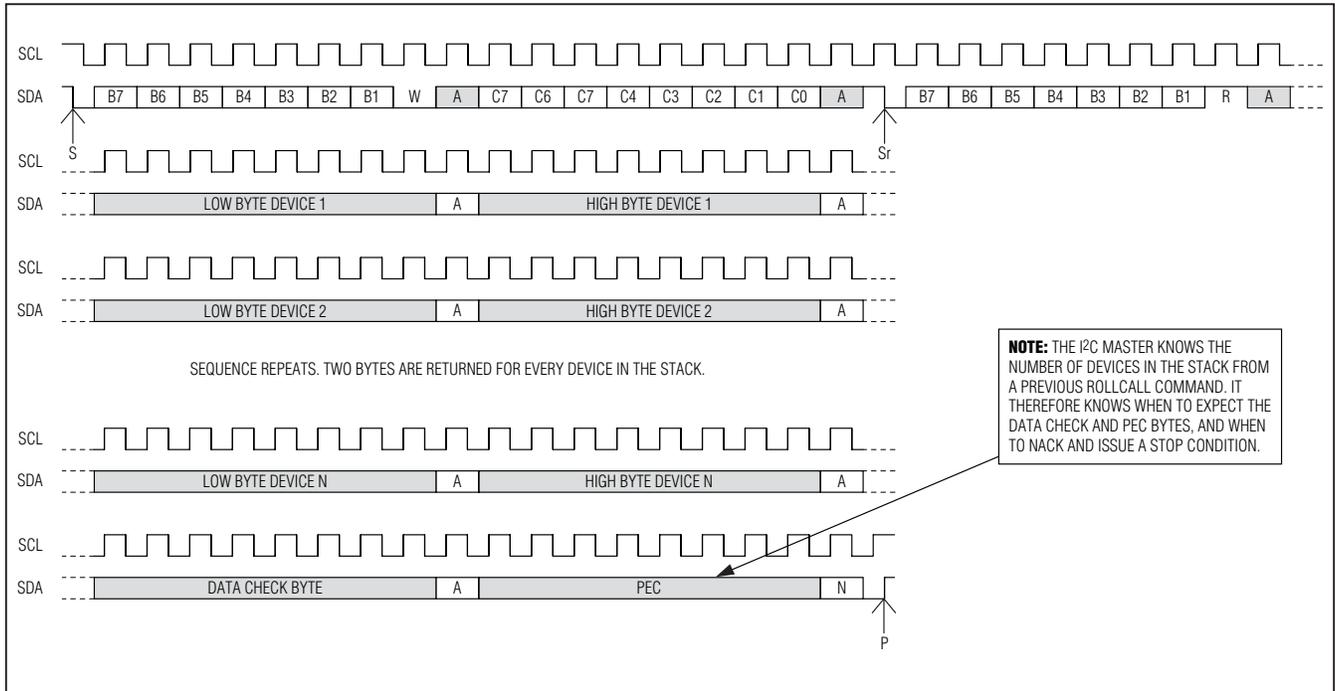 SCL
SDA B7 B6 B5 B4 B3 B2 B1 W A C7 C6 C7 C4 C3 C2 C1 C0 A B7 B6 B5 B4 B3 B2 B1 R A
S Sr
SCL
SDA LOW BYTE DEVICE 1 A HIGH BYTE DEVICE 1 A
SCL
SDA LOW BYTE DEVICE 2 A HIGH BYTE DEVICE 2 A
SEQUENCE REPEATS. TWO BYTES ARE RETURNED FOR EVERY DEVICE IN THE STACK.
NOTE: THE I²C MASTER KNOWS THE
NUMBER OF DEVICES IN THE STACK FROM
A PREVIOUS ROLLCALL COMMAND. IT
THEREFORE KNOWS WHEN TO EXPECT THE
DATA CHECK AND PEC BYTES, AND WHEN
TO NACK AND ISSUE A STOP CONDITION.
SCL
SDA LOW BYTE DEVICE N A HIGH BYTE DEVICE N A
SCL
SDA DATA CHECK BYTE A PEC N
P